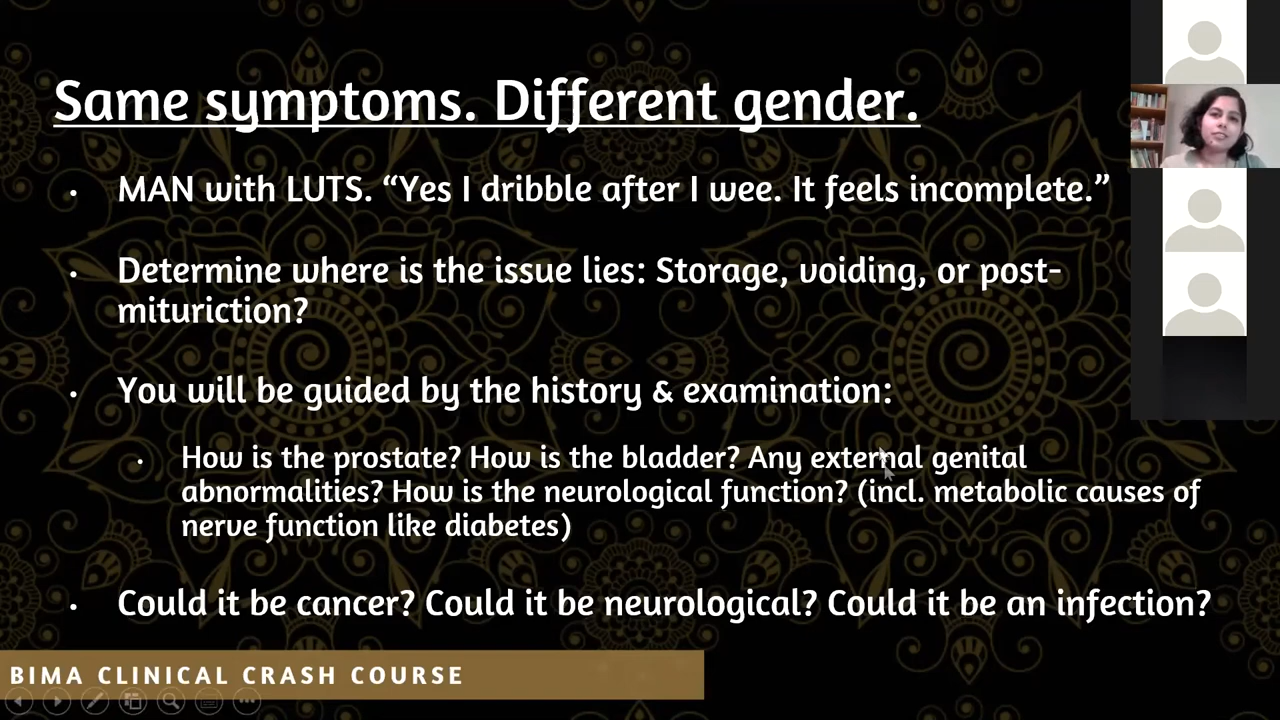 Same symptoms. Different gender.
• MAN with LUTS. “Yes I dribble after I wee. It feels incomplete.”
• Determine where is the issue lies: Storage, voiding, or post-
mituriction?
• You will be guided by the history & examination:
• How is the prostate? How is the bladder? Any external genital
abnormalities? How is the neurological function? (incl. metabolic causes of
nerve function like diabetes)
• Could it be cancer? Could it be neurological? Could it be an infection?
BIMA CLINICAL CRASH COURSE